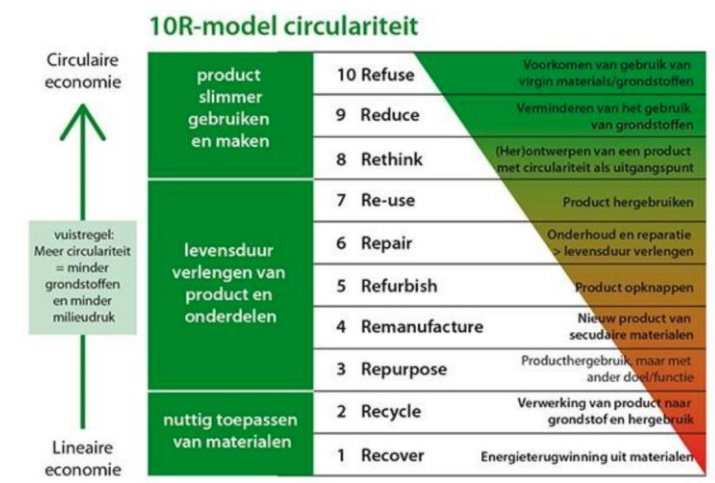 10R-model circulariteit
Circulaire
economie
vuistregel:
Meer circulariteit
= minder
grondstoffen
en minder
milieudruk
Lineaire
economie
product
slimmer
gebruiken
en maken
10 Refuse
Voorkomen van gebruik van
virgin materials/grondstoffen
9 Reduce
Verminderen van het gebruik
van grondstoffen
8 Rethink
(Her)ontwerpen van een product
met circulariteit als uitgangspunt
levensduur
verlengen van
product en
onderdelen
7 Re-use
Product hergebruiken
6 Repair
Onderhoud en reparatie
> levensduur verlengen
5 Refurbish
Product opknappen
4 Remanufacture
Nieuw product van
secudaire materialen
3 Repurpose
Producthergebruik, maar met
ander doel/functie
nuttig toepassen
van materialen
2 Recycle
Verwerking van product naar
grondstof en hergebruik
1 Recover
Energieterugwinning uit materialen